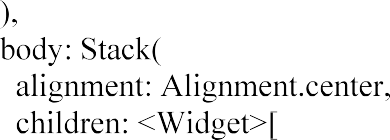 ),
body: Stack(
alignment: Alignment.center,
children: <Widget>[